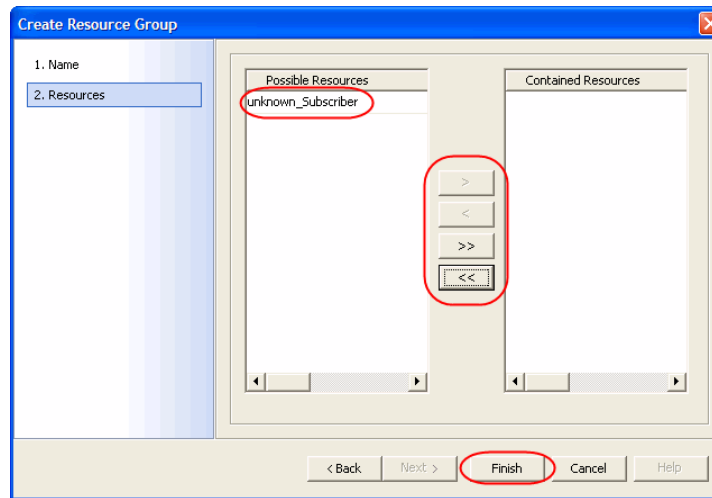 Create Resource Group
1. Name
2. Resources
Possible Resources
unknown_Subscriber
>
<
>>
<<
Contained Resources
< Back
Next >
Finish
Cancel
Help